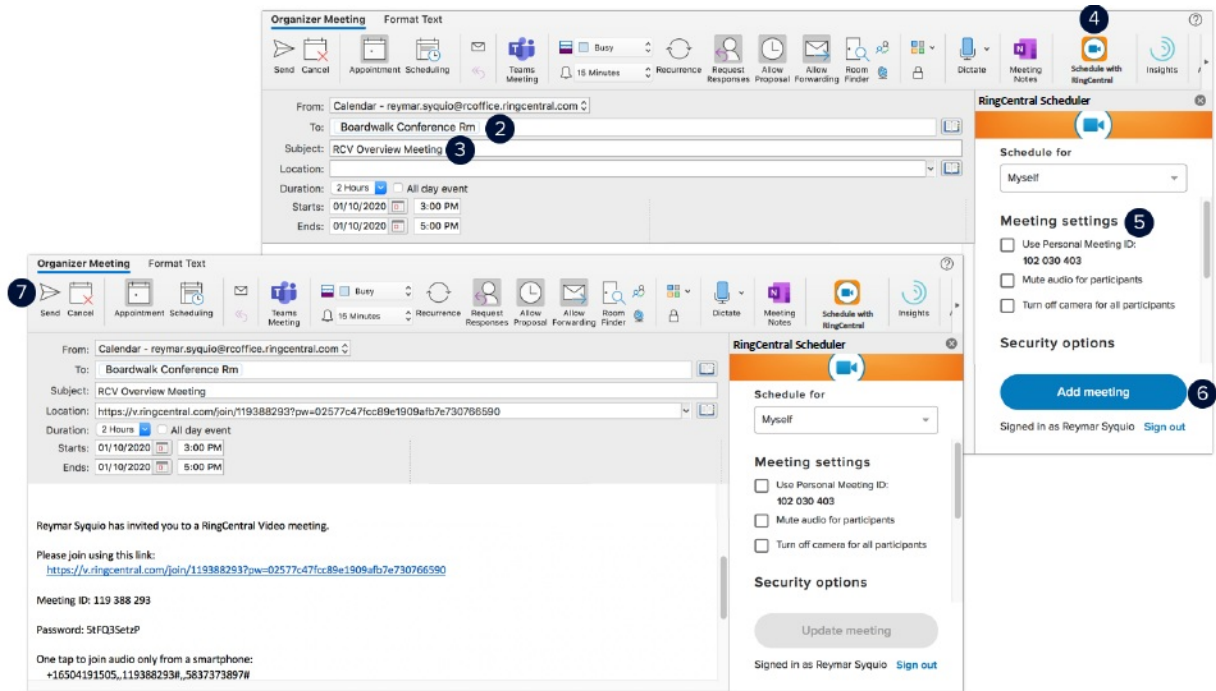 Organizer Meeting Format Text
4
Send Cancel Appointment Scheduling Teams Meeting Busy 15 Minutes Recurrence Request Responses Allow Proposal Allow Forwarding Room Finder Dictate Meeting Notes Schedule with RingCentral Insights
From: Calendar - reymar.syquio@rcoffice.ringcentral.com
To: Boardwalk Conference Rm 2
Subject: RCV Overview Meeting 3
Location:
Duration: 2 Hours All day event
Starts: 01/10/2020 3:00 PM
Ends: 01/10/2020 5:00 PM
RingCentral Scheduler
Schedule for
Myself
Meeting settings 5
Use Personal Meeting ID:
102 030 403
Mute audio for participants
Turn off camera for all participants
Security options
Add meeting 6
Signed in as Reymar Syquio Sign out
Organizer Meeting Format Text
7
Send Cancel Appointment Scheduling Teams Meeting Busy 15 Minutes Recurrence Request Responses Allow Proposal Allow Forwarding Room Finder Dictate Meeting Notes Schedule with RingCentral Insights
From: Calendar - reymar.syquio@rcoffice.ringcentral.com
To: Boardwalk Conference Rm
Subject: RCV Overview Meeting
Location: https://v.ringcentral.com/join/119388293?pw=02577c47fcc89e1909afb7e730766590
Duration: 2 Hours All day event
Starts: 01/10/2020 3:00 PM
Ends: 01/10/2020 5:00 PM
Reymar Syquio has invited you to a RingCentral Video meeting.
Please join using this link:
https://v.ringcentral.com/join/119388293?pw=02577c47fcc89e1909afb7e730766590
Meeting ID: 119 388 293
Password: 5tFQ3SetzP
One tap to join audio only from a smartphone:
+16504191505,,119388293#,,5837373897#
RingCentral Scheduler
Schedule for
Myself
Meeting settings
Use Personal Meeting ID:
102 030 403
Mute audio for participants
Turn off camera for all participants
Security options
Update meeting
Signed in as Reymar Syquio Sign out